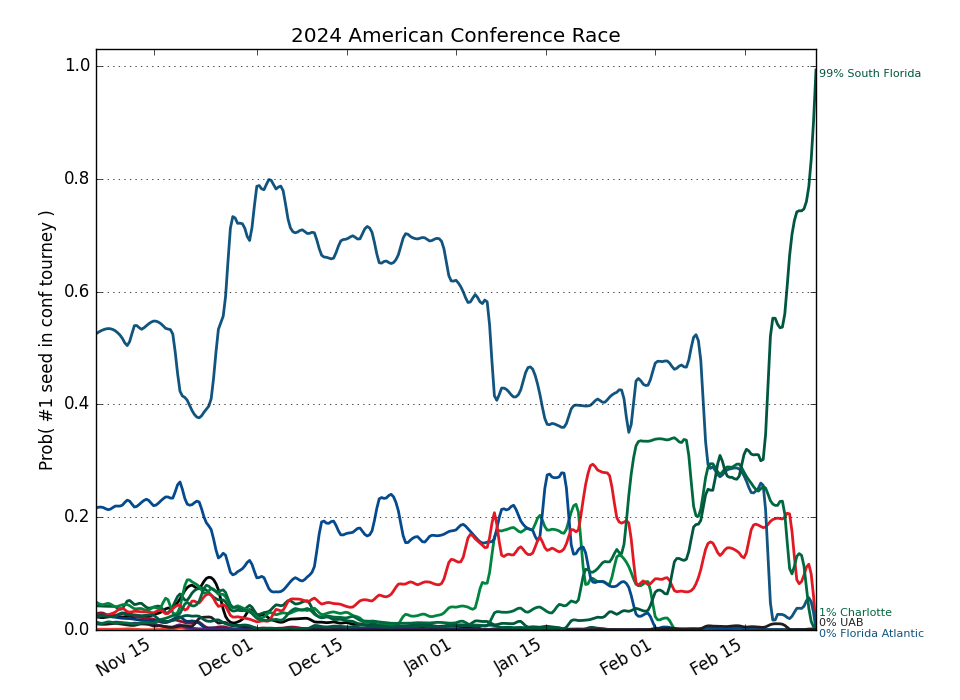 2024 American Conference Race
Prob( #1 seed in conf tourney )
1.0
0.8
0.6
0.4
0.2
0.0
Nov 15
Dec 01
Dec 15
Jan 01
Jan 15
Feb 01
Feb 15
99% South Florida
1% Charlotte
0% UAB
0% Florida Atlantic